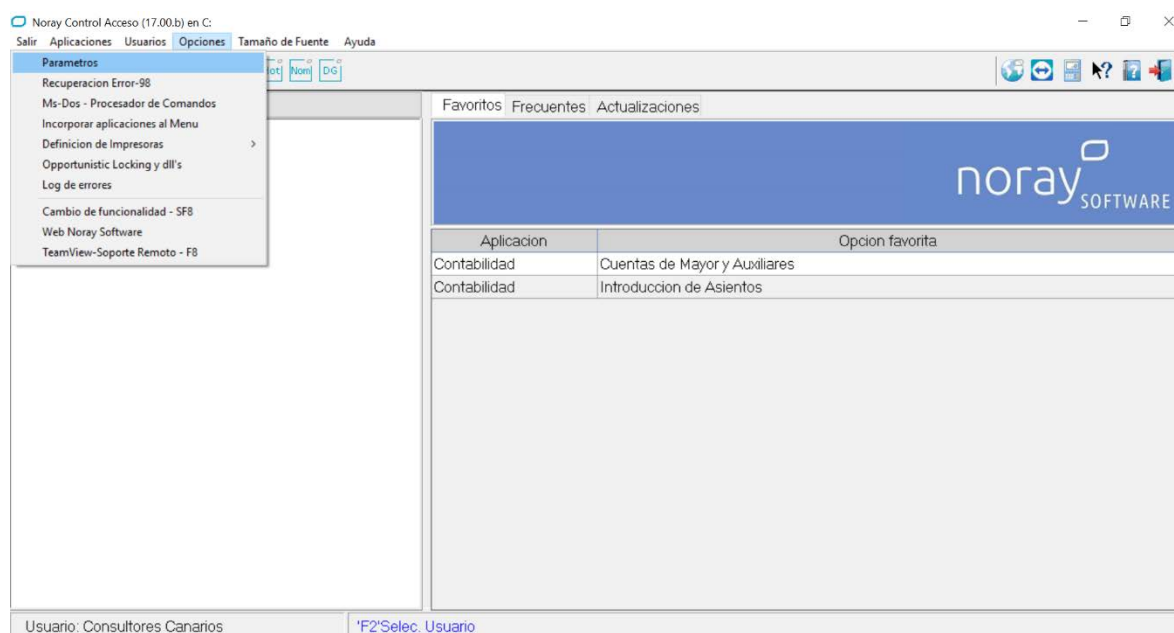 Noray Control Acceso (17.00.b) en C:
Salir Aplicaciones Usuarios Opciones Tamaño de Fuente Ayuda
Parametros
Recuperacion Error-98
Ms-Dos - Procesador de Comandos
Incorporar aplicaciones al Menu
Definicion de Impresoras
Opportunistic Locking y dll's
Log de errores
Cambio de funcionalidad - SF8
Web Noray Software
TeamView-Soporte Remoto - F8
Nom DG
Favoritos Frecuentes Actualizaciones
noray SOFTWARE
Aplicacion Opcion favorita
Contabilidad Cuentas de Mayor y Auxiliares
Contabilidad Introduccion de Asientos
Usuario: Consultores Canarios 'F2'Selec. Usuario